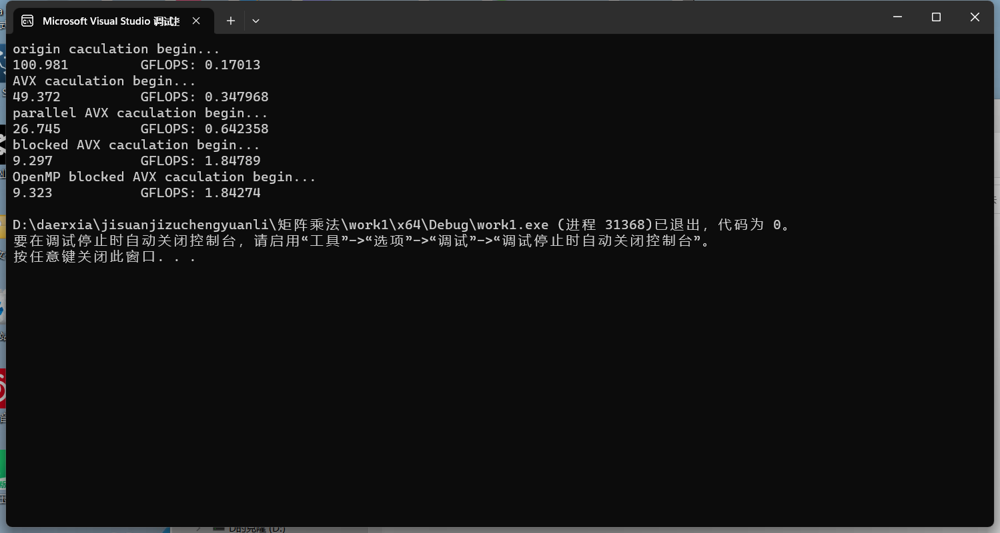 Microsoft Visual Studio 调试
origin caculation begin...
100.981 GFLOPS: 0.17013
AVX caculation begin...
49.372 GFLOPS: 0.347968
parallel AVX caculation begin...
26.745 GFLOPS: 0.642358
blocked AVX caculation begin...
9.297 GFLOPS: 1.84789
OpenMP blocked AVX caculation begin...
9.323 GFLOPS: 1.84274
D:\daerxia\jisuanjizuchengyuanli\矩阵乘法\work1\x64\Debug\work1.exe (进程 31368)已退出，代码为 0。
要在调试停止时自动关闭控制台，请启用“工具”->“选项”->“调试”->“调试停止时自动关闭控制台”。
按任意键关闭此窗口. . .
D的克隆 (D:)